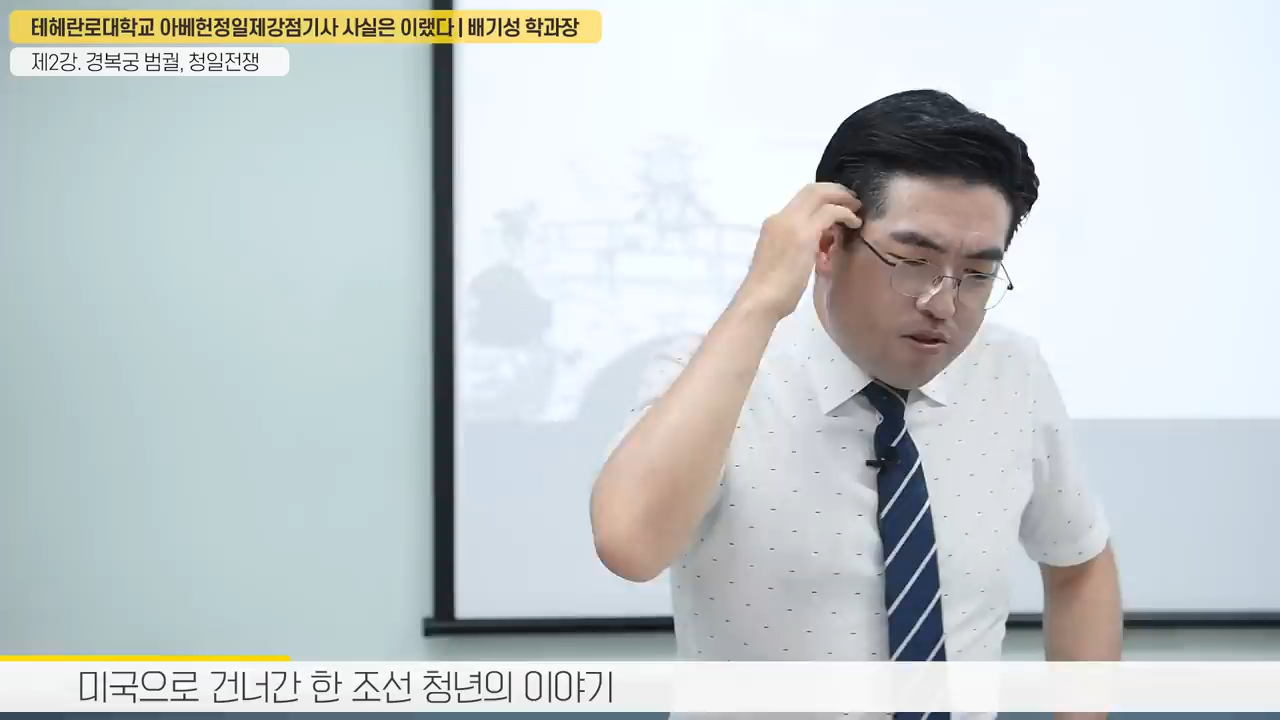 테헤란로대학교 아베헌정일제강점기사 사실은 이랬다 | 배기성 학과장
제2강. 경복궁 범궐, 청일전쟁
미국으로 건너간 한 조선 청년의 이야기